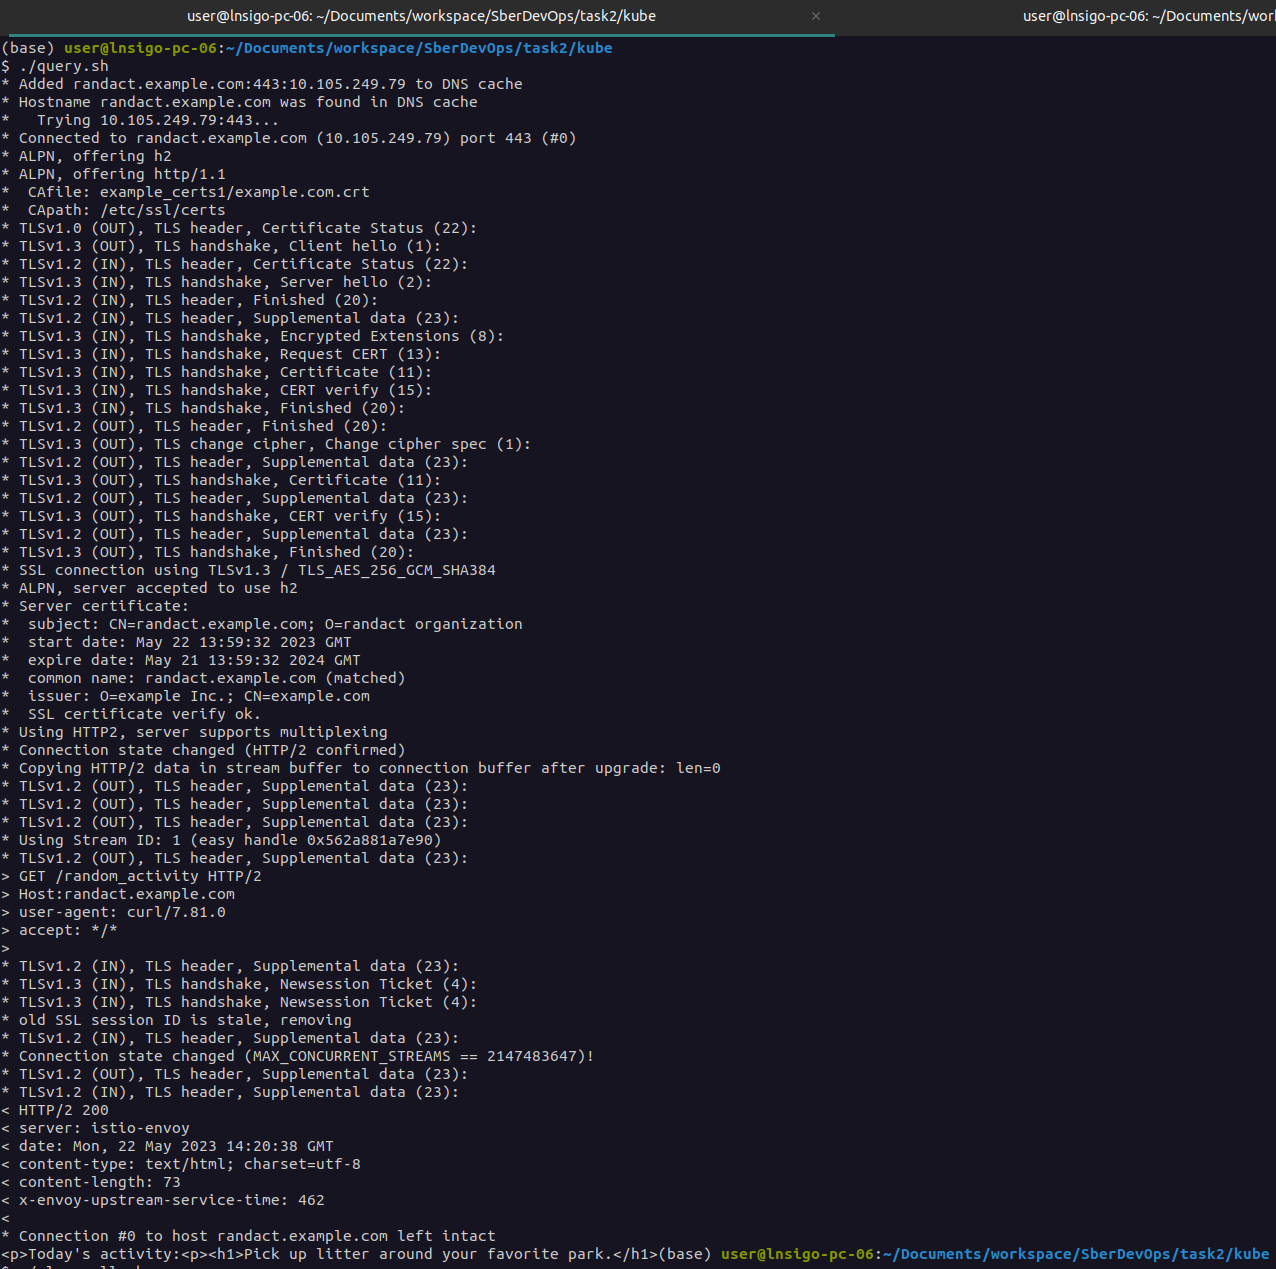 user@lnsigo-pc-06: ~/Documents/workspace/SberDevOps/task2/kube × user@lnsigo-pc-06: ~/Documents/worl
(base) user@lnsigo-pc-06:~/Documents/workspace/SberDevOps/task2/kube
$ ./query.sh
* Added randact.example.com:443:10.105.249.79 to DNS cache
* Hostname randact.example.com was found in DNS cache
*   Trying 10.105.249.79:443...
* Connected to randact.example.com (10.105.249.79) port 443 (#0)
* ALPN, offering h2
* ALPN, offering http/1.1
*  CAfile: example_certs1/example.com.crt
*  CApath: /etc/ssl/certs
* TLSv1.0 (OUT), TLS header, Certificate Status (22):
* TLSv1.3 (OUT), TLS handshake, Client hello (1):
* TLSv1.2 (IN), TLS header, Certificate Status (22):
* TLSv1.3 (IN), TLS handshake, Server hello (2):
* TLSv1.2 (IN), TLS header, Finished (20):
* TLSv1.2 (IN), TLS header, Supplemental data (23):
* TLSv1.3 (IN), TLS handshake, Encrypted Extensions (8):
* TLSv1.3 (IN), TLS handshake, Request CERT (13):
* TLSv1.3 (IN), TLS handshake, Certificate (11):
* TLSv1.3 (IN), TLS handshake, CERT verify (15):
* TLSv1.3 (IN), TLS handshake, Finished (20):
* TLSv1.2 (OUT), TLS header, Finished (20):
* TLSv1.3 (OUT), TLS change cipher, Change cipher spec (1):
* TLSv1.2 (OUT), TLS header, Supplemental data (23):
* TLSv1.3 (OUT), TLS handshake, Certificate (11):
* TLSv1.2 (OUT), TLS header, Supplemental data (23):
* TLSv1.3 (OUT), TLS handshake, CERT verify (15):
* TLSv1.2 (OUT), TLS header, Supplemental data (23):
* TLSv1.3 (OUT), TLS handshake, Finished (20):
* SSL connection using TLSv1.3 / TLS_AES_256_GCM_SHA384
* ALPN, server accepted to use h2
* Server certificate:
*  subject: CN=randact.example.com; O=randact organization
*  start date: May 22 13:59:32 2023 GMT
*  expire date: May 21 13:59:32 2024 GMT
*  common name: randact.example.com (matched)
*  issuer: O=example Inc.; CN=example.com
*  SSL certificate verify ok.
* Using HTTP2, server supports multiplexing
* Connection state changed (HTTP/2 confirmed)
* Copying HTTP/2 data in stream buffer to connection buffer after upgrade: len=0
* TLSv1.2 (OUT), TLS header, Supplemental data (23):
* TLSv1.2 (OUT), TLS header, Supplemental data (23):
* TLSv1.2 (OUT), TLS header, Supplemental data (23):
* Using Stream ID: 1 (easy handle 0x562a881a7e90)
* TLSv1.2 (OUT), TLS header, Supplemental data (23):
> GET /random_activity HTTP/2
> Host:randact.example.com
> user-agent: curl/7.81.0
> accept: */*
>
* TLSv1.2 (IN), TLS header, Supplemental data (23):
* TLSv1.3 (IN), TLS handshake, Newsession Ticket (4):
* TLSv1.3 (IN), TLS handshake, Newsession Ticket (4):
* old SSL session ID is stale, removing
* TLSv1.2 (IN), TLS header, Supplemental data (23):
* Connection state changed (MAX_CONCURRENT_STREAMS == 2147483647)!
* TLSv1.2 (OUT), TLS header, Supplemental data (23):
* TLSv1.2 (IN), TLS header, Supplemental data (23):
< HTTP/2 200
< server: istio-envoy
< date: Mon, 22 May 2023 14:20:38 GMT
< content-type: text/html; charset=utf-8
< content-length: 73
< x-envoy-upstream-service-time: 462
<
* Connection #0 to host randact.example.com left intact
<p>Today's activity:<p><h1>Pick up litter around your favorite park.</h1>(base) user@lnsigo-pc-06:~/Documents/workspace/SberDevOps/task2/kube